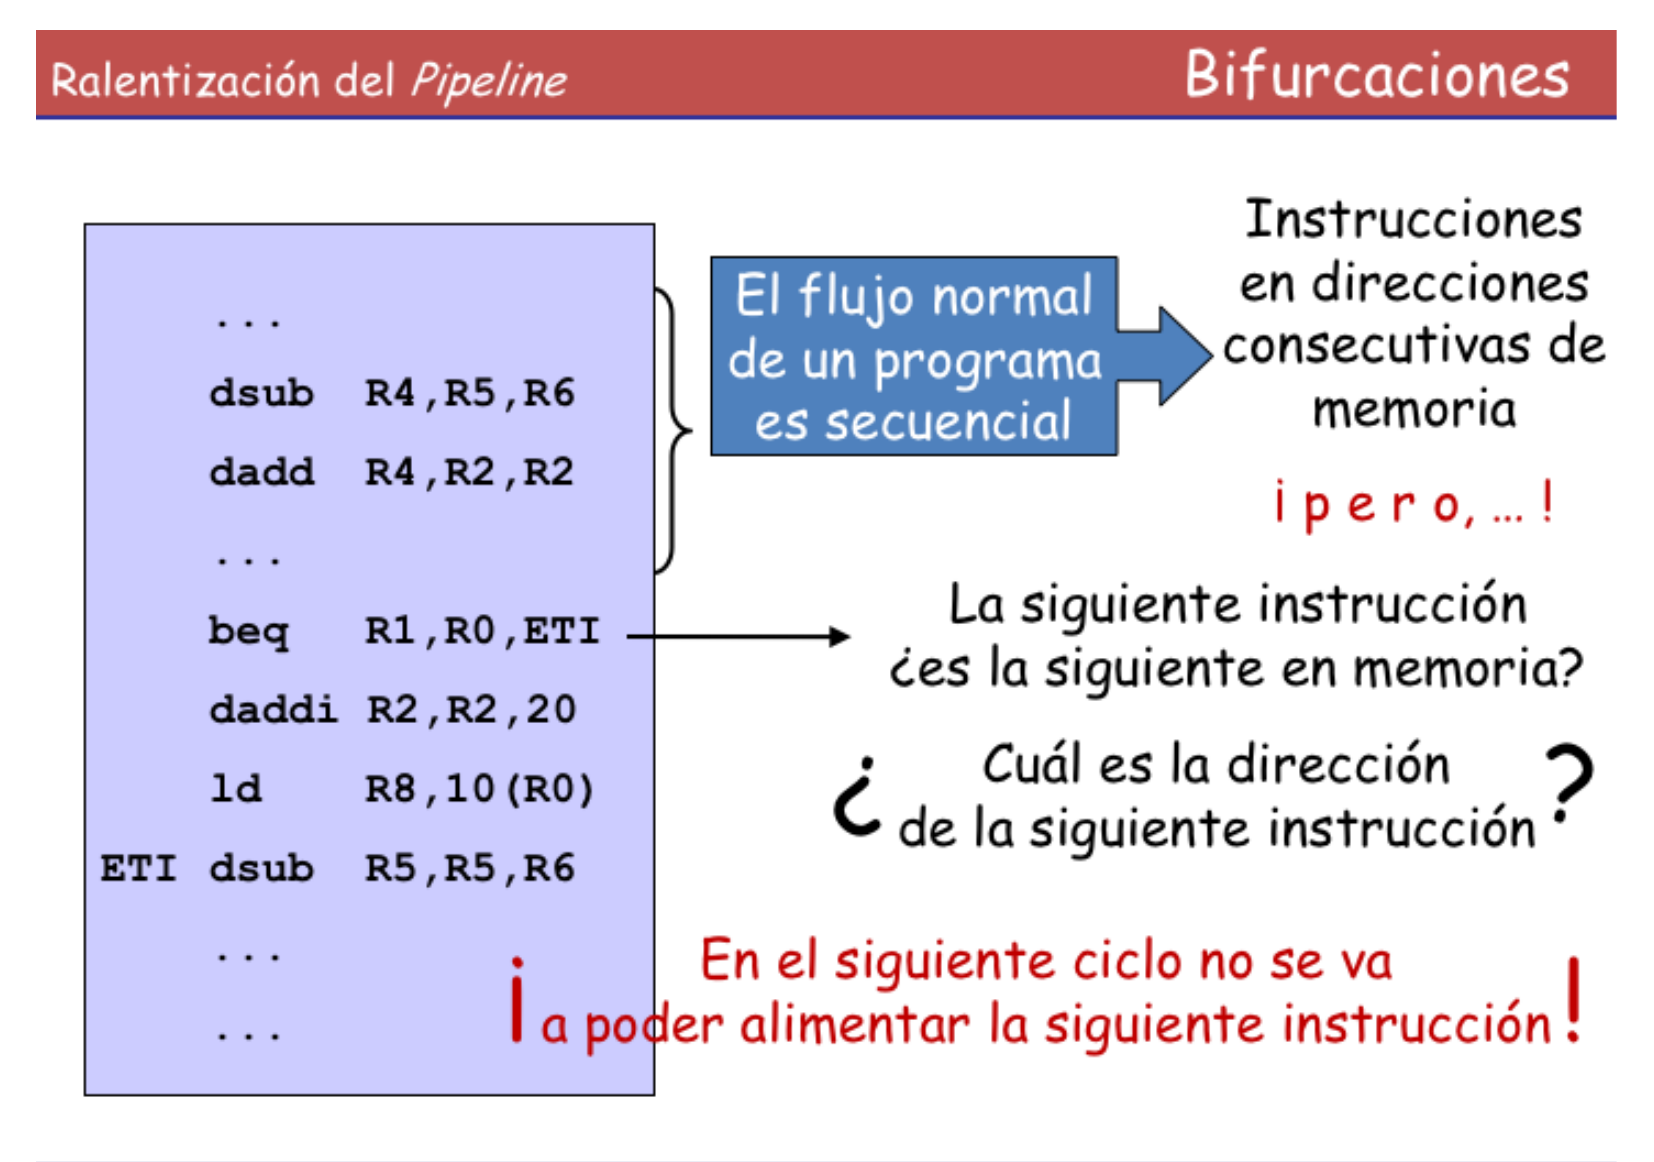 Ralentización del Pipeline
Bifurcaciones
...
dsub R4,R5,R6
dadd R4,R2,R2
...
beq R1,R0,ETI
daddi R2,R2,20
ld R8,10(R0)
ETI dsub R5,R5,R6
...
...
El flujo normal
de un programa
es secuencial
Instrucciones
en direcciones
consecutivas de
memoria
¡ p e r o, ... !
La siguiente instrucción
¿es la siguiente en memoria?
¿ Cuál es la dirección
de la siguiente instrucción ?
¡ En el siguiente ciclo no se va
a poder alimentar la siguiente instrucción !